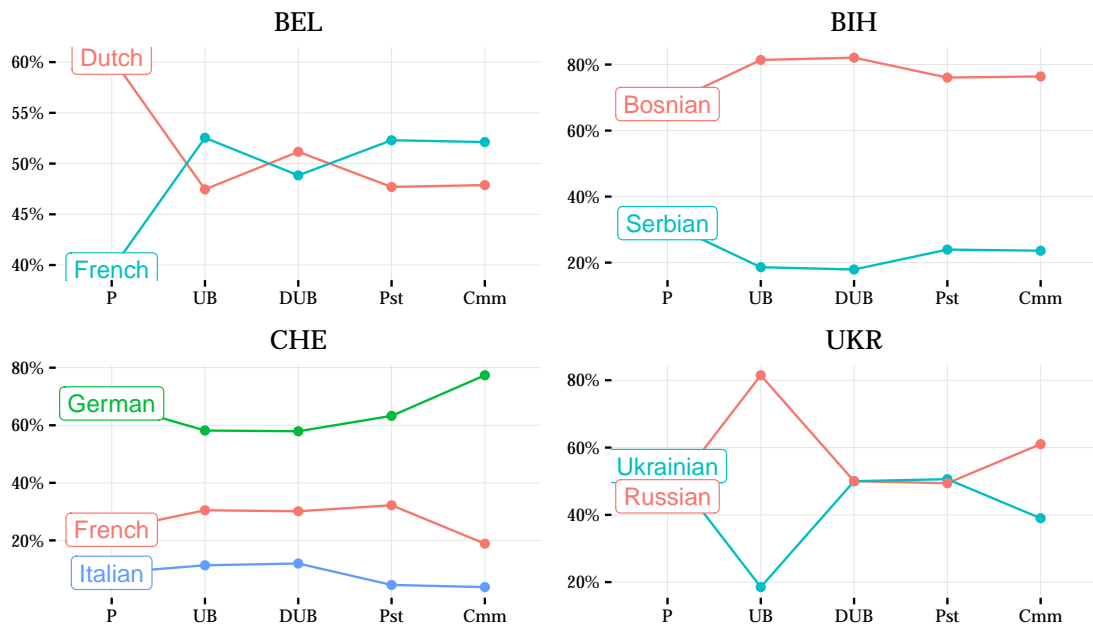 BEL
60%
55%
50%
45%
40%
Dutch
French
P UB DUB Pst Cmm
BIH
80%
60%
40%
20%
Bosnian
Serbian
P UB DUB Pst Cmm
CHE
80%
60%
40%
20%
German
French
Italian
P UB DUB Pst Cmm
UKR
80%
60%
40%
20%
Ukrainian
Russian
P UB DUB Pst Cmm